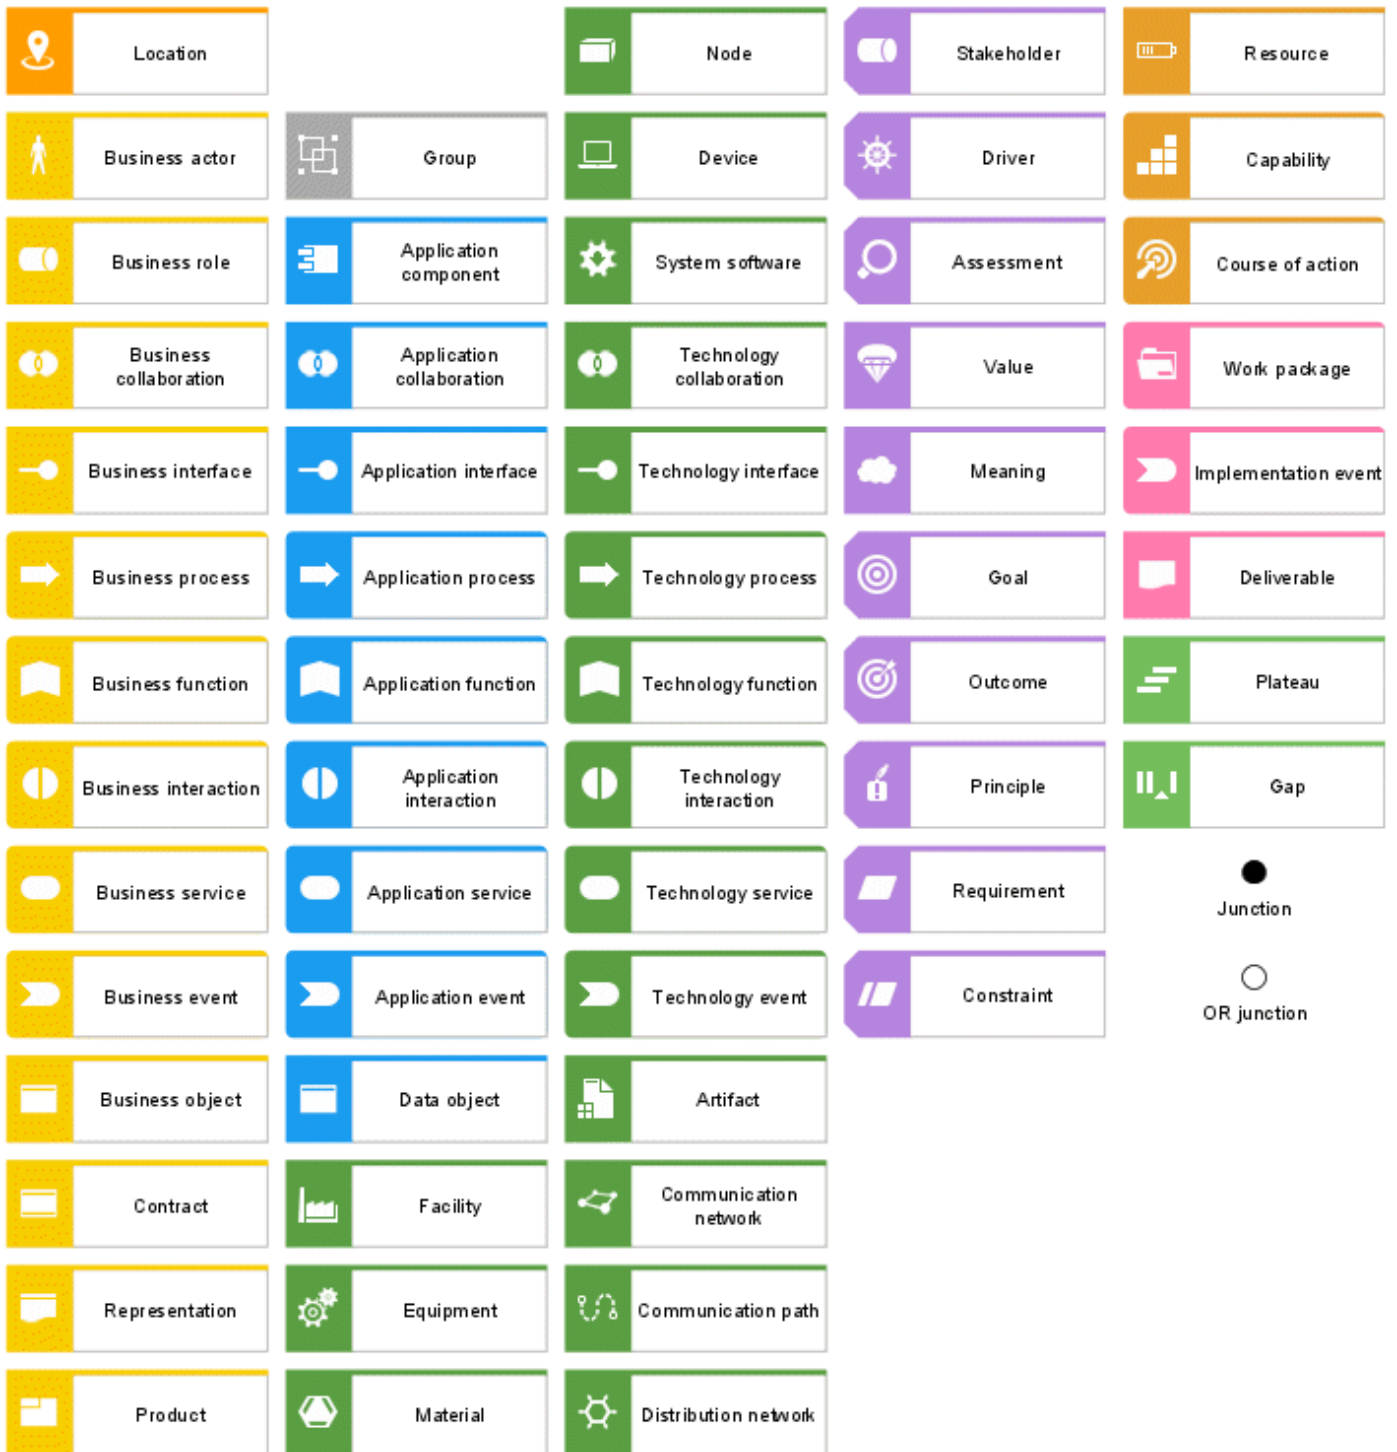 Location
Node
Stakeholder
Resource
Business actor
Group
Device
Driver
Capability
Business role
Application
component
System software
Assessment
Course of action
Business
collaboration
Application
collaboration
Technology
collaboration
Value
Work package
Business interface
Application interface
Technology interface
Meaning
Implementation event
Business process
Application process
Technology process
Goal
Deliverable
Business function
Application function
Technology function
Outcome
Plateau
Business interaction
Application
interaction
Technology
interaction
Principle
Gap
Business service
Application service
Technology service
Requirement
Junction
Business event
Application event
Technology event
Constraint
OR junction
Business object
Data object
Artifact
Contract
Facility
Communication
network
Representation
Equipment
Communication path
Product
Material
Distribution network